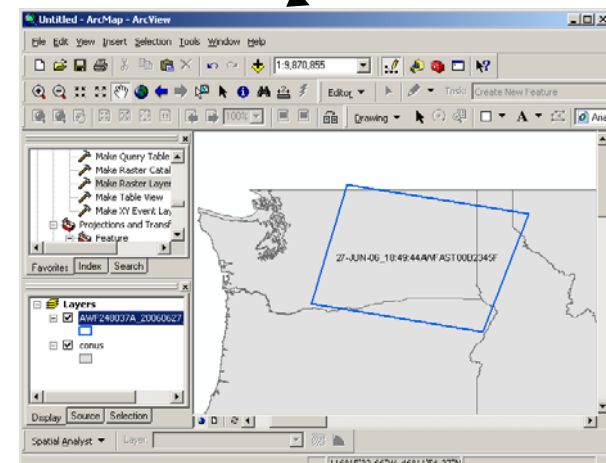 Untitled - ArcMap - ArcView
File Edit View Insert Selection Tools Window Help
1:9,870,855
Editor Task: Create New Feature
100% Drawing A Ana
Make Query Table
Make Raster Catal
Make Raster Layer
Make Table View
Make XY Event Lay
Projections and Transf
Feature
Favorites Index Search
27-JUN-06_18:49:44AWFAST00B2345F
Layers
AWF248037A_20060627
conus
Display Source Selection
Spatial Analyst Layer: